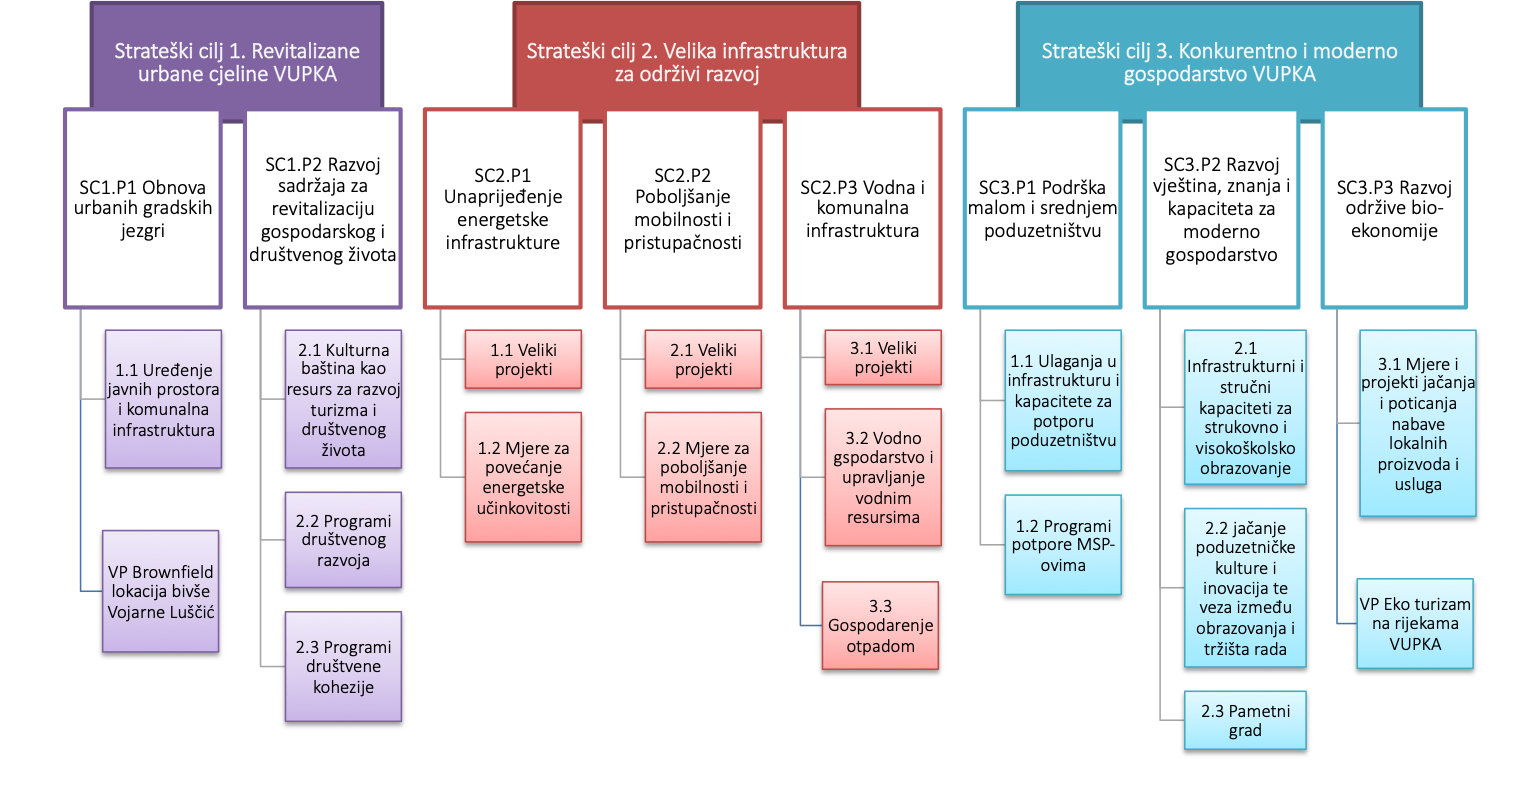 Strateški cilj 1. Revitalizane
urbane cjeline VUPKA
SC1.P1 Obnova
urbanih gradskih
jezgri
1.1 Uređenje
javnih prostora
i komunalna
infrastruktura
VP Brownfield
lokacija bivše
Vojarne Luščić
SC1.P2 Razvoj
sadržaja za
revitalizaciju
gospodarskog i
društvenog života
2.1 Kulturna
baština kao
resurs za razvoj
turizma i
društvenog
života
2.2 Programi
društvenog
razvoja
2.3 Programi
društvene
kohezije
Strateški cilj 2. Velika infrastruktura
za održivi razvoj
SC2.P1
Unaprijeđenje
energetske
infrastrukture
1.1 Veliki
projekti
1.2 Mjere za
povećanje
energetske
učinkovitosti
SC2.P2
Poboljšanje
mobilnosti i
pristupačnosti
2.1 Veliki
projekti
2.2 Mjere za
poboljšanje
mobilnosti i
pristupačnosti
SC2.P3 Vodna i
komunalna
infrastruktura
3.1 Veliki
projekti
3.2 Vodno
gspodarstvo i
upravljanje
vodnim
resursima
3.3
Gospodarenje
otpadom
Strateški cilj 3. Konkurentno i moderno
gospodarstvo VUPKA
SC3.P1 Podrška
malom i srednjem
poduzetništvu
1.1 Ulaganja u
infrastrukturu i
kapacitete za
potporu
poduzetništvu
1.2 Programi
potpore MSP-
ovima
SC3.P2 Razvoj
vještina, znanja i
kapaciteta za
moderno
gospodarstvo
2.1
Infrastrukturni i
stručni
kapaciteti za
strukovno i
visokoškolsko
obrazovanje
2.2 jačanje
poduzetničke
kulture i
inovacija te
veza između
obrazovanja i
tržišta rada
2.3 Pametni
grad
SC3.P3 Razvoj
održive bio-
ekonomije
3.1 Mjere i
projekti jačanja
i poticanja
nabave
lokalnih
proizvoda i
usluga
VP Eko turizam
na rijekama
VUPKA